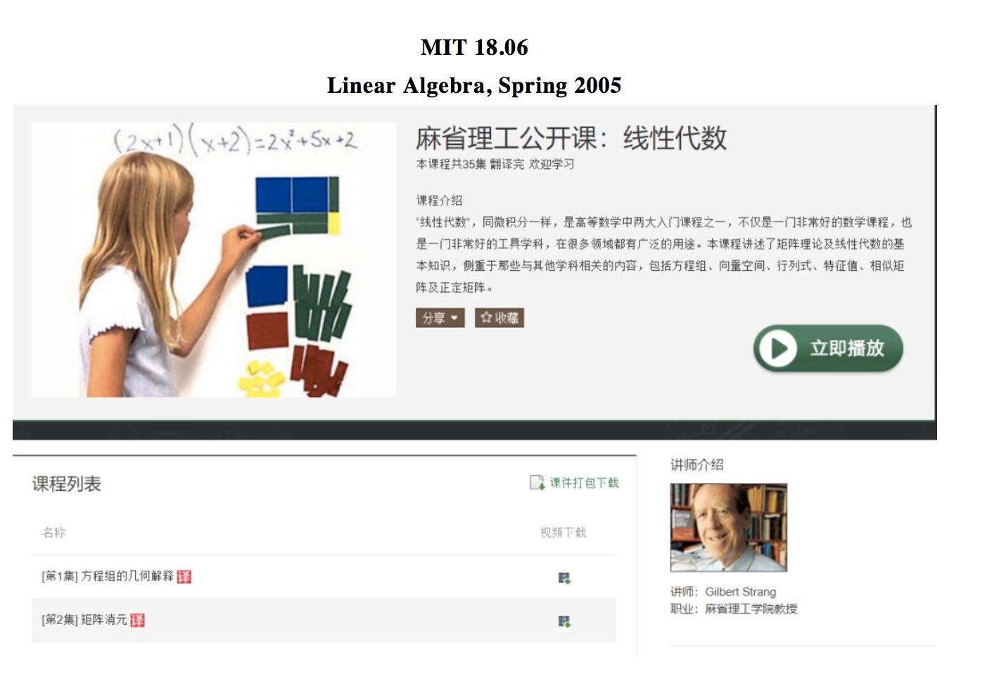 MIT 18.06
Linear Algebra, Spring 2005
(2x+1)(x+2)=2x²+5x+2
麻省理工公开课：线性代数
本课程共35集 翻译完 欢迎学习
课程介绍
“线性代数”，同微积分一样，是高等数学中两大入门课程之一，不仅是一门非常好的数学课程，也
是一门非常好的工具学科，在很多领域都有广泛的用途。本课程讲述了矩阵理论及线性代数的基
本知识，侧重于那些与其他学科相关的内容，包括方程组、向量空间、行列式、特征值、相似矩
阵及正定矩阵。
分享
收藏
立即播放
课程列表
课件打包下载
名称
视频下载
[第1集] 方程组的几何解释 译
[第2集] 矩阵消元 译
讲师介绍
讲师：Gilbert Strang
职业：麻省理工学院教授